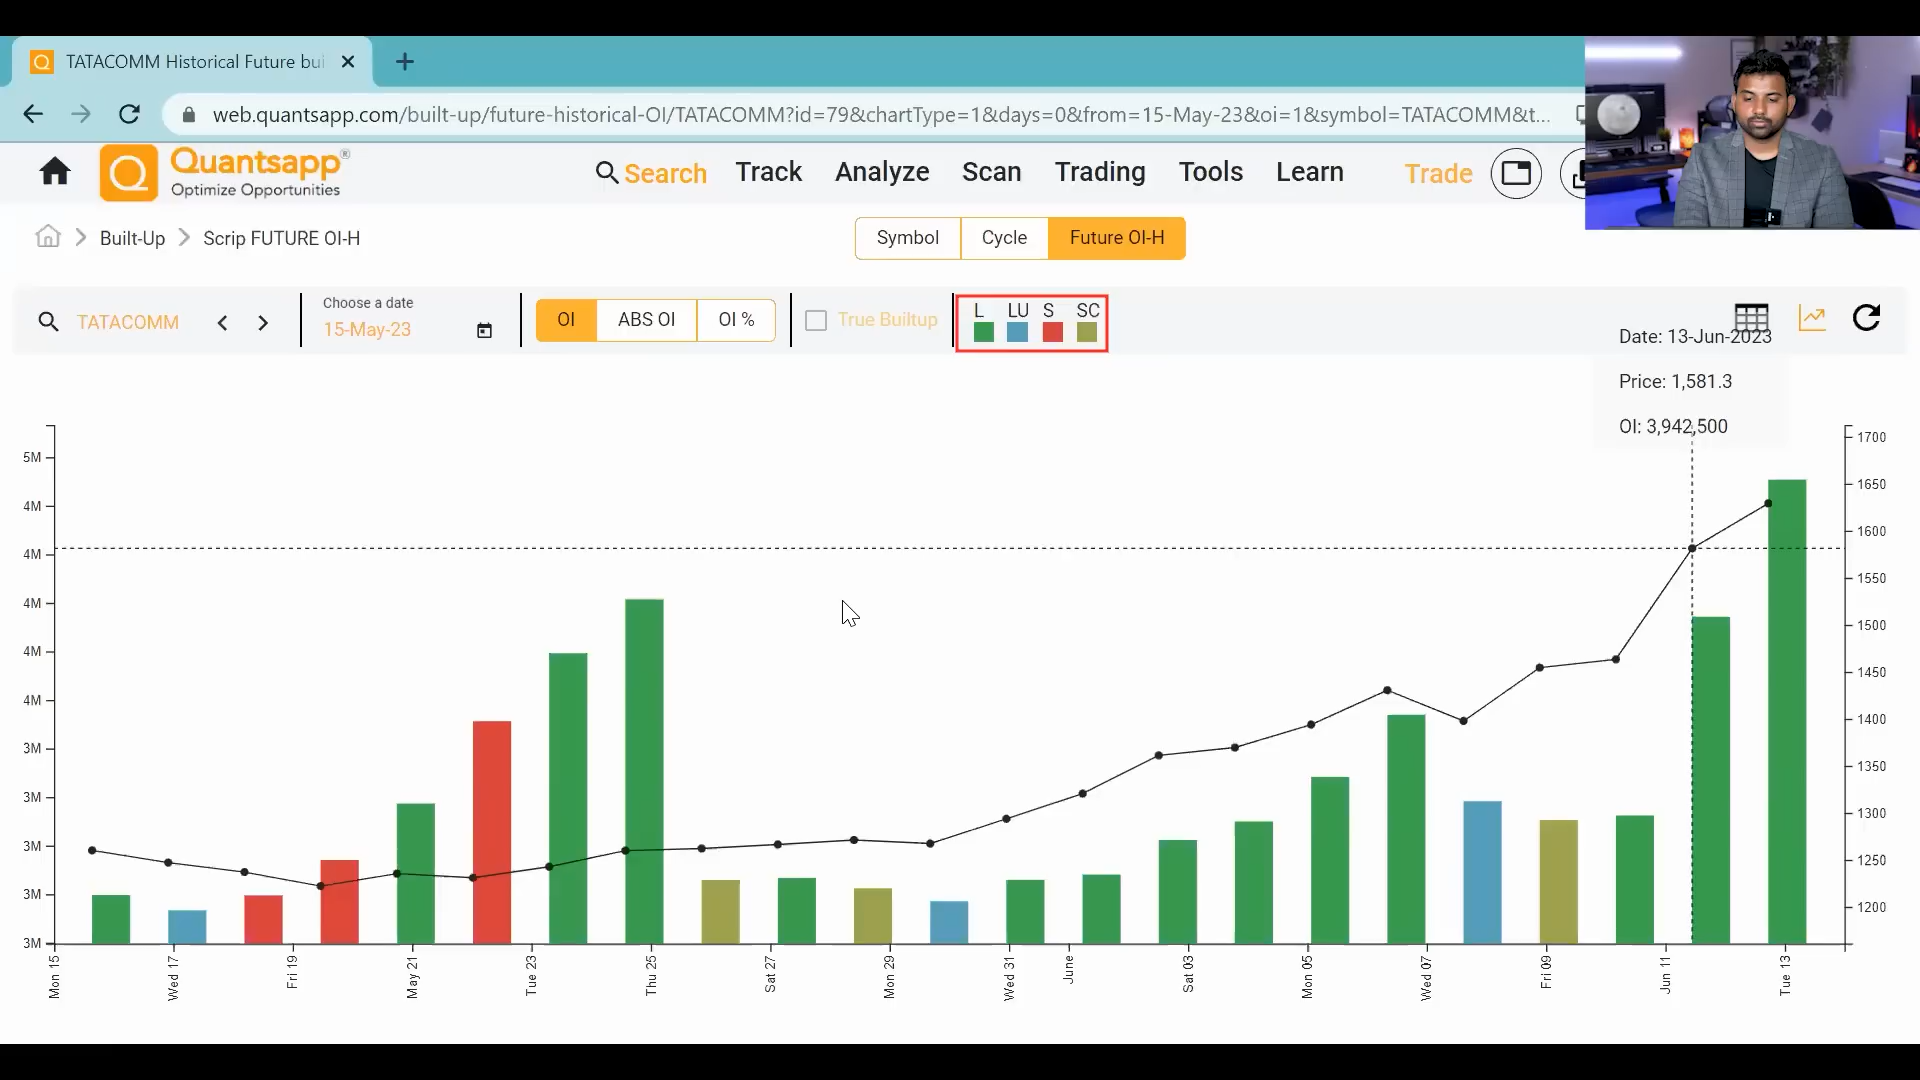 TATACOMM Historical Future bui
web.quantsapp.com/built-up/future-historical-OI/TATACOMM?id=79&chartType=1&days=0&from=15-May-23&oi=1&symbol=TATACOMM&t...
Quantsapp®
Optimize Opportunities
Search Track Analyze Scan Trading Tools Learn Trade
Built-Up Scrip FUTURE OI-H
Symbol Cycle Future OI-H
TATACOMM
Choose a date
15-May-23
OI ABS OI OI %
True Builtup
L LU S SC
Date: 13-Jun-2023
Price: 1,581.3
OI: 3,942,500
5M
4M
4M
4M
4M
4M
3M
3M
3M
3M
3M
1700
1650
1600
1550
1500
1450
1400
1350
1300
1250
1200
Mon 15
Wed 17
Fri 19
May 21
Tue 23
Thu 25
Sat 27
Mon 29
Wed 31
June
Sat 03
Mon 05
Wed 07
Fri 09
Jun 11
Tue 13